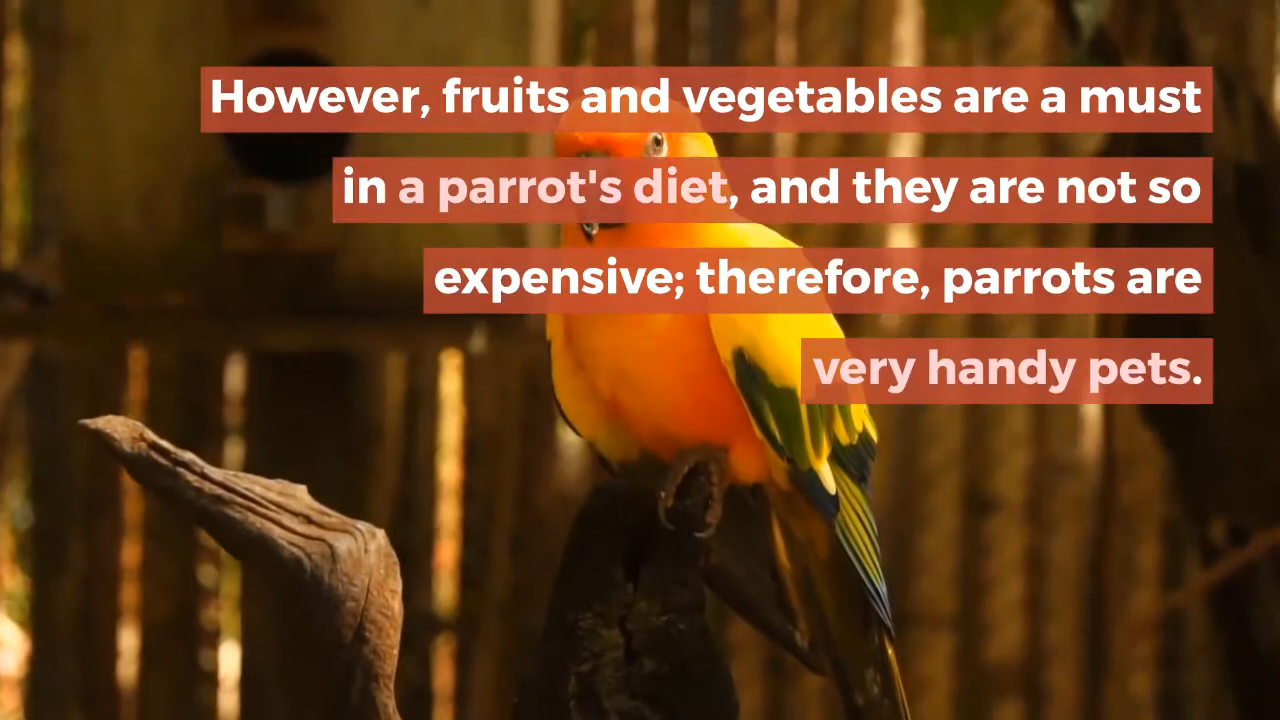 However, fruits and vegetables are a must
in a parrot's diet, and they are not so
expensive; therefore, parrots are
very handy pets.